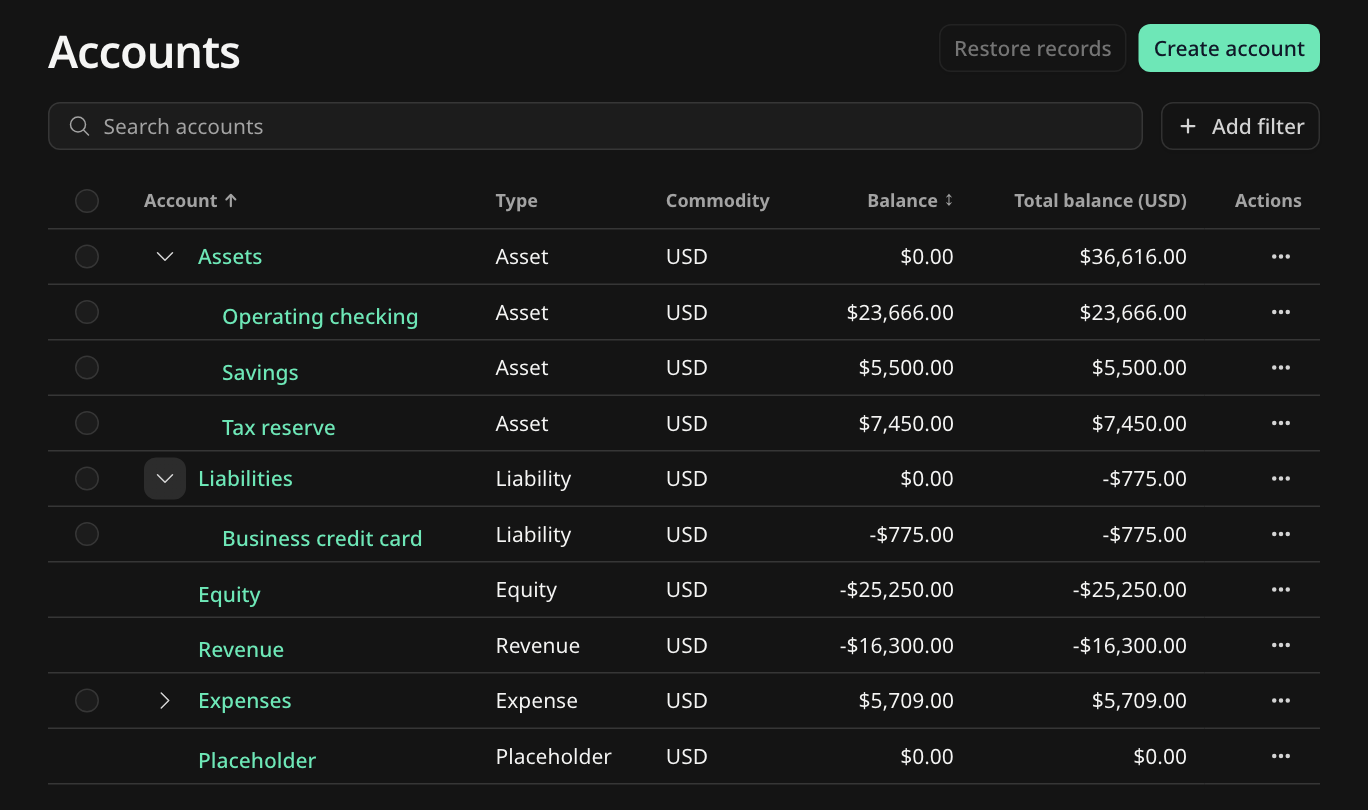 Accounts
Restore records
Create account
Search accounts
+ Add filter
Account ↑ Type Commodity Balance ↕ Total balance (USD) Actions
Assets Asset USD $0.00 $36,616.00 •••
Operating checking Asset USD $23,666.00 $23,666.00 •••
Savings Asset USD $5,500.00 $5,500.00 •••
Tax reserve Asset USD $7,450.00 $7,450.00 •••
Liabilities Liability USD $0.00 -$775.00 •••
Business credit card Liability USD -$775.00 -$775.00 •••
Equity Equity USD -$25,250.00 -$25,250.00 •••
Revenue Revenue USD -$16,300.00 -$16,300.00 •••
Expenses Expense USD $5,709.00 $5,709.00 •••
Placeholder Placeholder USD $0.00 $0.00 •••